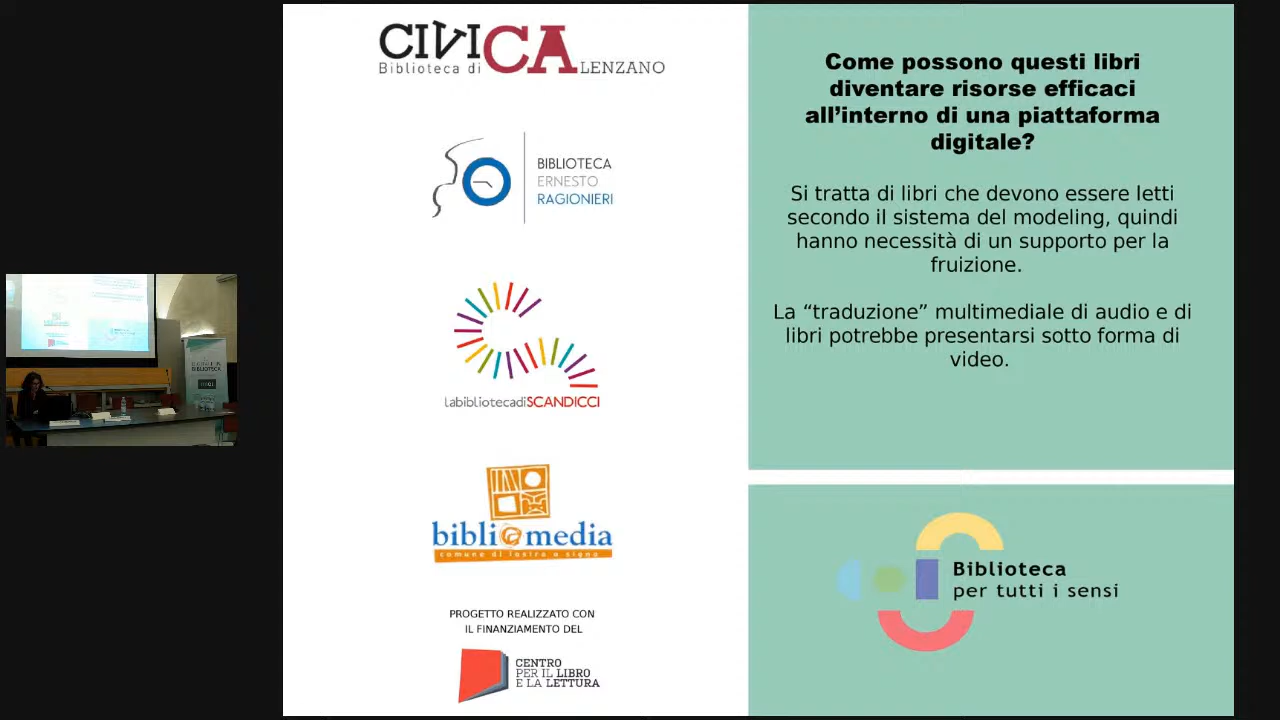 CIVICA
Biblioteca di LENZANO
BIBLIOTECA
ERNESTO
RAGIONIERI
labibliotecadiSCANDICCI
bibli@media
comune di lastra a signa
PROGETTO REALIZZATO CON
IL FINANZIAMENTO DEL
CENTRO
PER IL LIBRO
E LA LETTURA
Come possono questi libri
diventare risorse efficaci
all’interno di una piattaforma
digitale?
Si tratta di libri che devono essere letti
secondo il sistema del modeling, quindi
hanno necessità di un supporto per la
fruizione.
La “traduzione” multimediale di audio e di
libri potrebbe presentarsi sotto forma di
video.
Biblioteca
per tutti i sensi
BIBLIOTECA